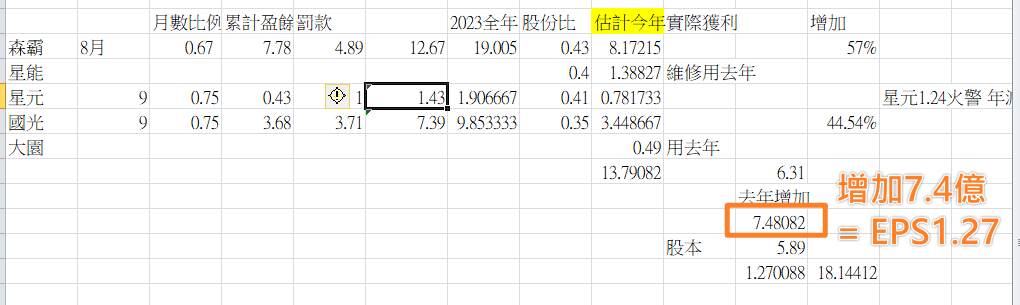 月數比例 累計盈餘 罰款 2023全年 股份比 估計今年 實際獲利 增加
森霸 8月 0.67 7.78 4.89 12.67 19.005 0.43 8.17215 57%
星能 0.4 1.38827 維修用去年
星元 9 0.75 0.43 1 1.43 1.906667 0.41 0.781733 星元1.24火警
國光 9 0.75 3.68 3.71 7.39 9.853333 0.35 3.448667 44.54%
大園 0.49 用去年
13.79082 6.31
去年增加
7.48082
股本 5.89
1.270088 18.14412
增加7.4億
= EPS1.27